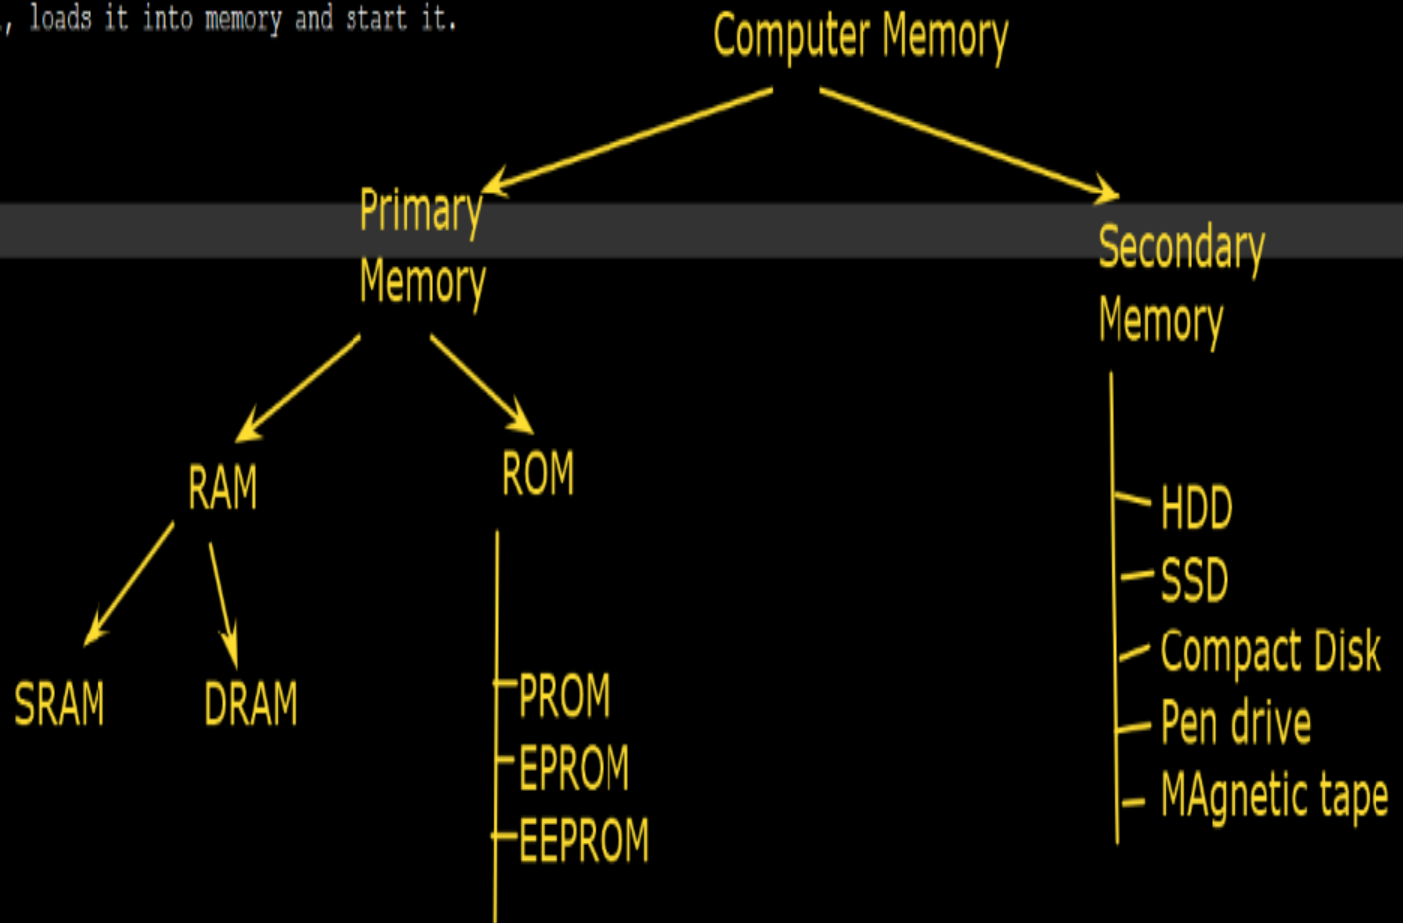 , loads it into memory and start it.
Computer Memory
Primary
Memory
Secondary
Memory
RAM
ROM
SRAM
DRAM
PROM
EPROM
EEPROM
HDD
SSD
Compact Disk
Pen drive
MAgnetic tape